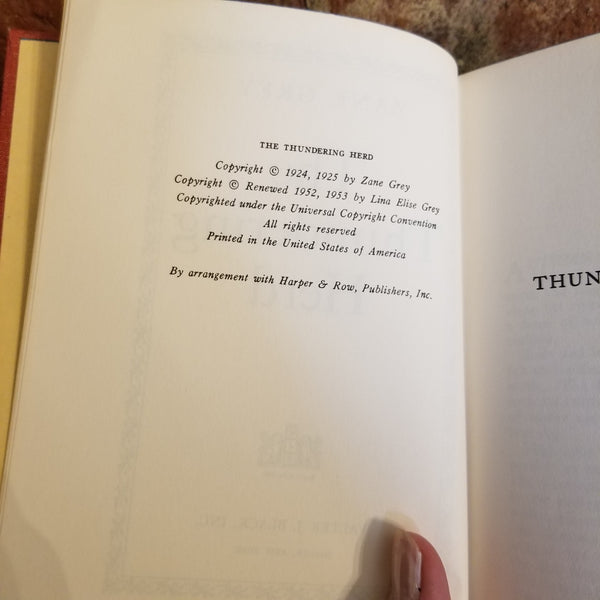 THE THUNDERING HERD
Copyright © 1924, 1925 by Zane Grey
Copyright © Renewed 1952, 1953 by Lina Elise Grey
Copyrighted under the Universal Copyright Convention
All rights reserved
Printed in the United States of America
By arrangement with Harper & Row, Publishers, Inc.
THUN